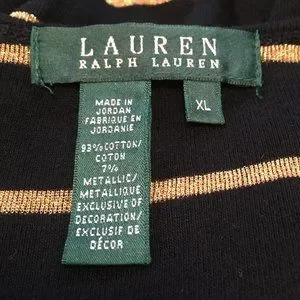 LAUREN
RALPH LAUREN
XL
MADE IN
JORDAN
FABRIQUE EN
JORDANIE
93% COTTON/
COTON
7%
METALLIC/
METALLIQUE
EXCLUSIVE OF
DECORATION/
EXCLUSIF DE
DÉCOR